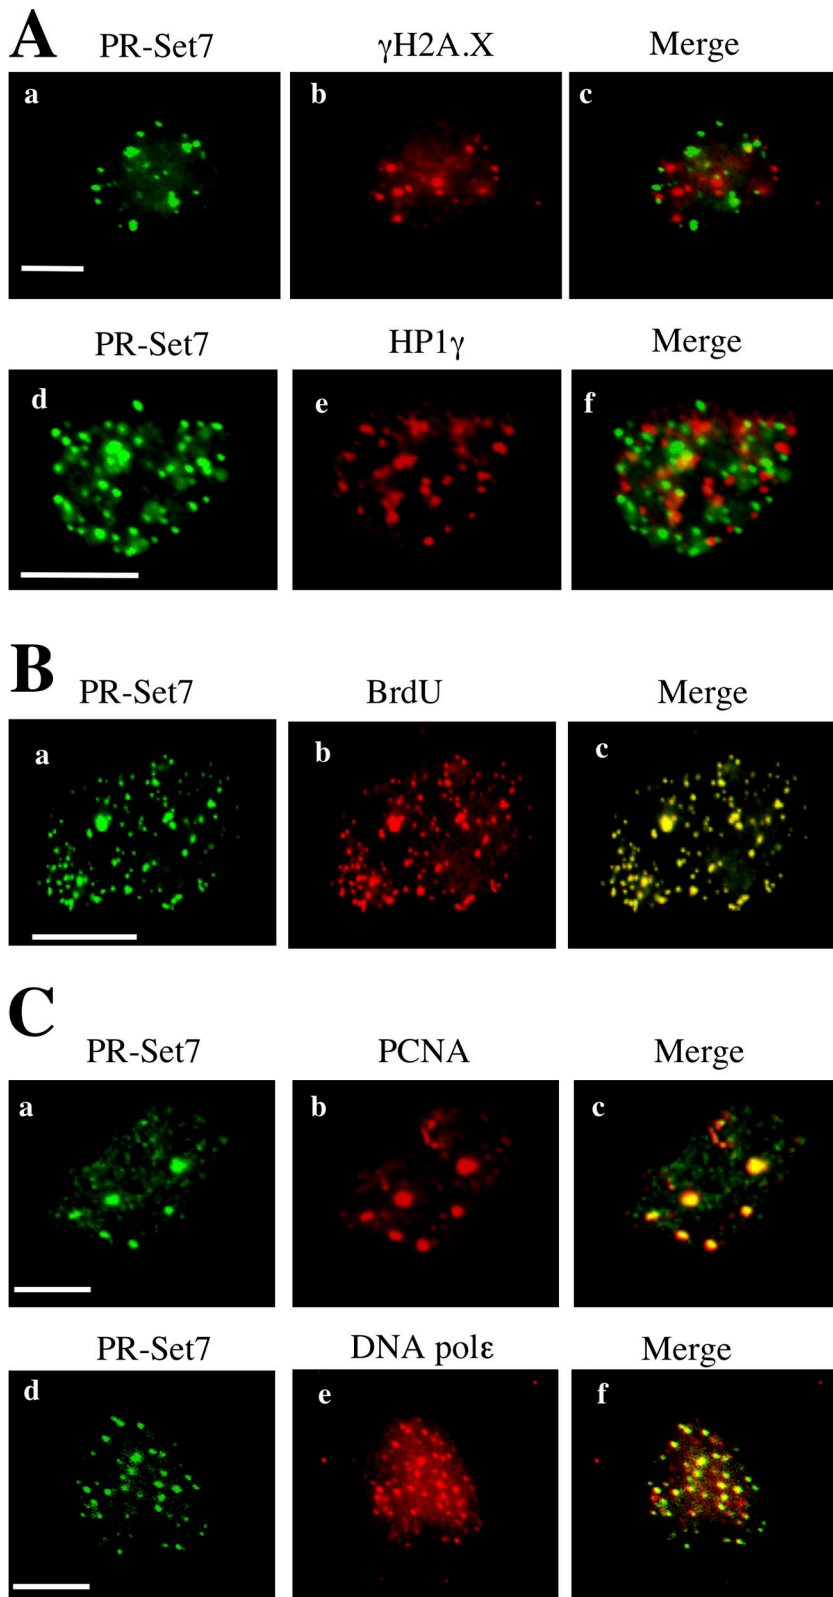 A
PR-Set7 γH2A.X Merge
a b c
PR-Set7 HP1γ Merge
d e f
B
PR-Set7 BrdU Merge
a b c
C
PR-Set7 PCNA Merge
a b c
PR-Set7 DNA polε Merge
d e f